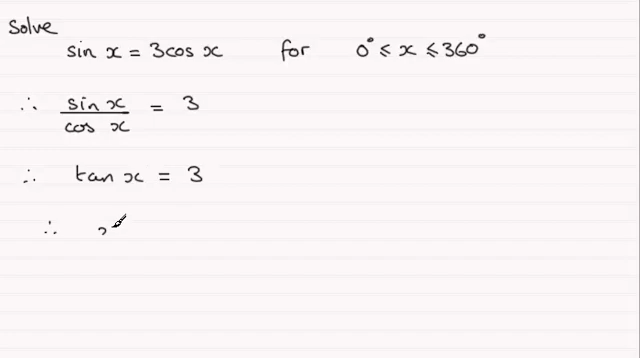 Solve
sin x = 3cos x for 0° ≤ x ≤ 360°
∴ sin x / cos x = 3
∴ tan x = 3
∴